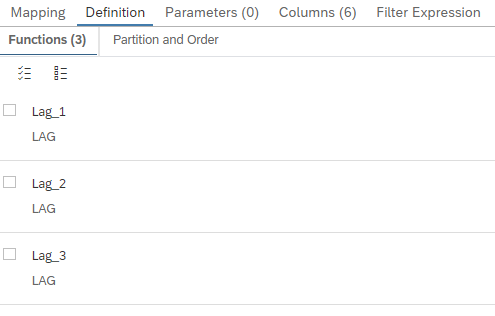 Mapping Definition Parameters (0) Columns (6) Filter Expression
Functions (3) Partition and Order
Lag_1
LAG
Lag_2
LAG
Lag_3
LAG